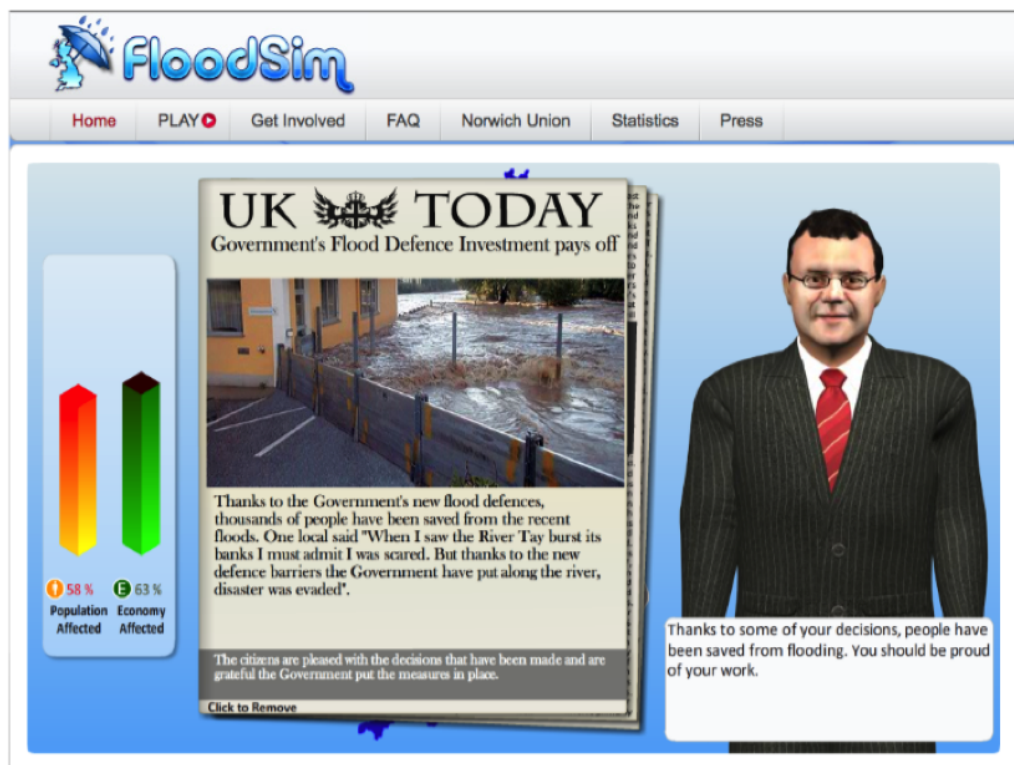 FloodSim
Home PLAY Get Involved FAQ Norwich Union Statistics Press
UK TODAY
Government's Flood Defence Investment pays off
Thanks to the Government's new flood defences,
thousands of people have been saved from the recent
floods. One local said "When I saw the River Tay burst its
banks I must admit I was scared. But thanks to the new
defence barriers the Government have put along the river,
disaster was evaded".
The citizens are pleased with the decisions that have been made and are
grateful the Government put the measures in place.
Click to Remove
58 % E 63 %
Population Economy
Affected Affected
Thanks to some of your decisions, people have
been saved from flooding. You should be proud
of your work.